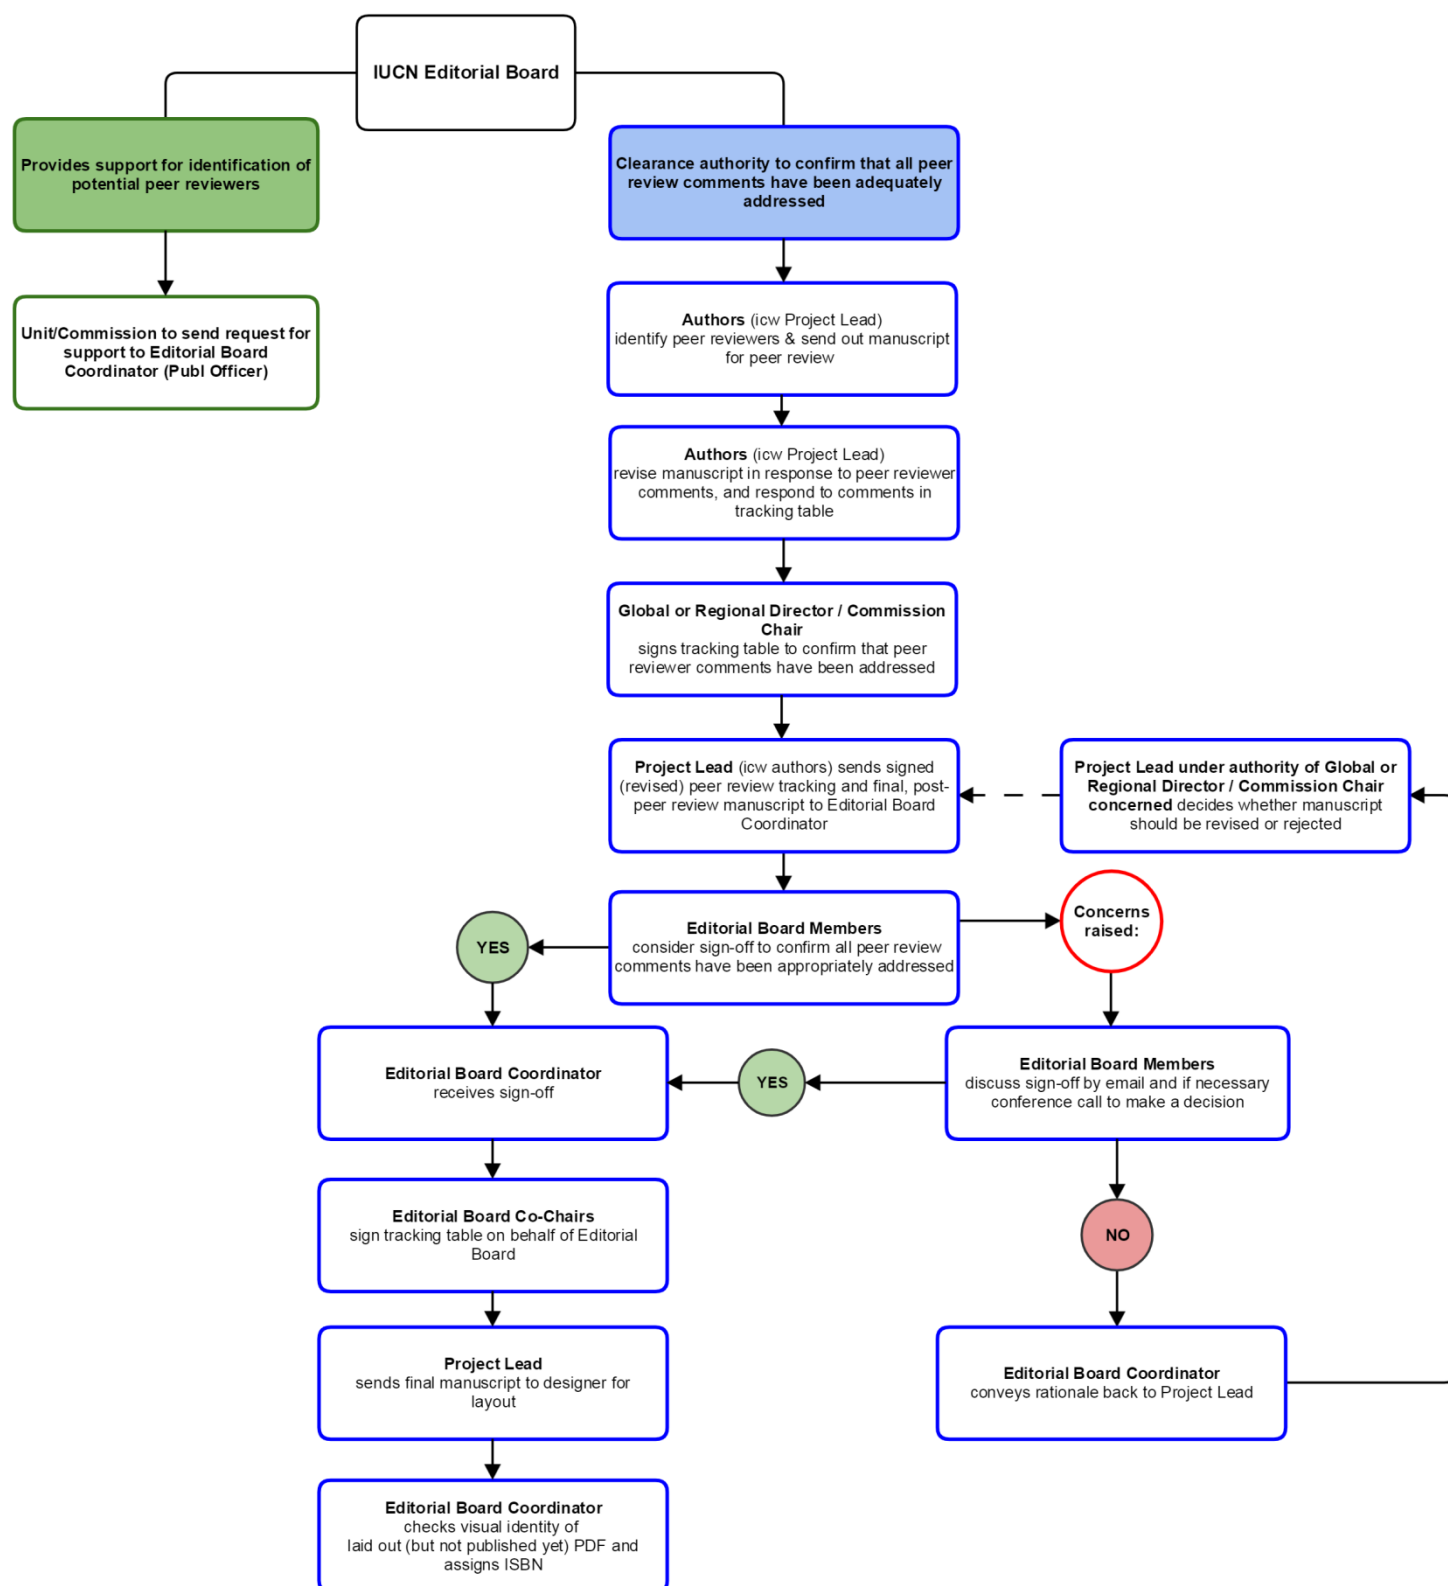 IUCN Editorial Board
Provides support for identification of
potential peer reviewers
Clearance authority to confirm that all peer
review comments have been adequately
addressed
Unit/Commission to send request for
support to Editorial Board
Coordinator (Publ Officer)
Authors (icw Project Lead)
identify peer reviewers & send out manuscript
for peer review
Authors (icw Project Lead)
revise manuscript in response to peer reviewer
comments, and respond to comments in
tracking table
Global or Regional Director / Commission
Chair
signs tracking table to confirm that peer
reviewer comments have been addressed
Project Lead (icw authors) sends signed
(revised) peer review tracking and final, post-
peer review manuscript to Editorial Board
Coordinator
Project Lead under authority of Global or
Regional Director / Commission Chair
concerned decides whether manuscript
should be revised or rejected
Editorial Board Members
consider sign-off to confirm all peer review
comments have been appropriately addressed
YES
Concerns
raised:
Editorial Board Coordinator
receives sign-off
YES
Editorial Board Members
discuss sign-off by email and if necessary
conference call to make a decision
Editorial Board Co-Chairs
sign tracking table on behalf of Editorial
Board
NO
Project Lead
sends final manuscript to designer for
layout
Editorial Board Coordinator
conveys rationale back to Project Lead
Editorial Board Coordinator
checks visual identity of
laid out (but not published yet) PDF and
assigns ISBN